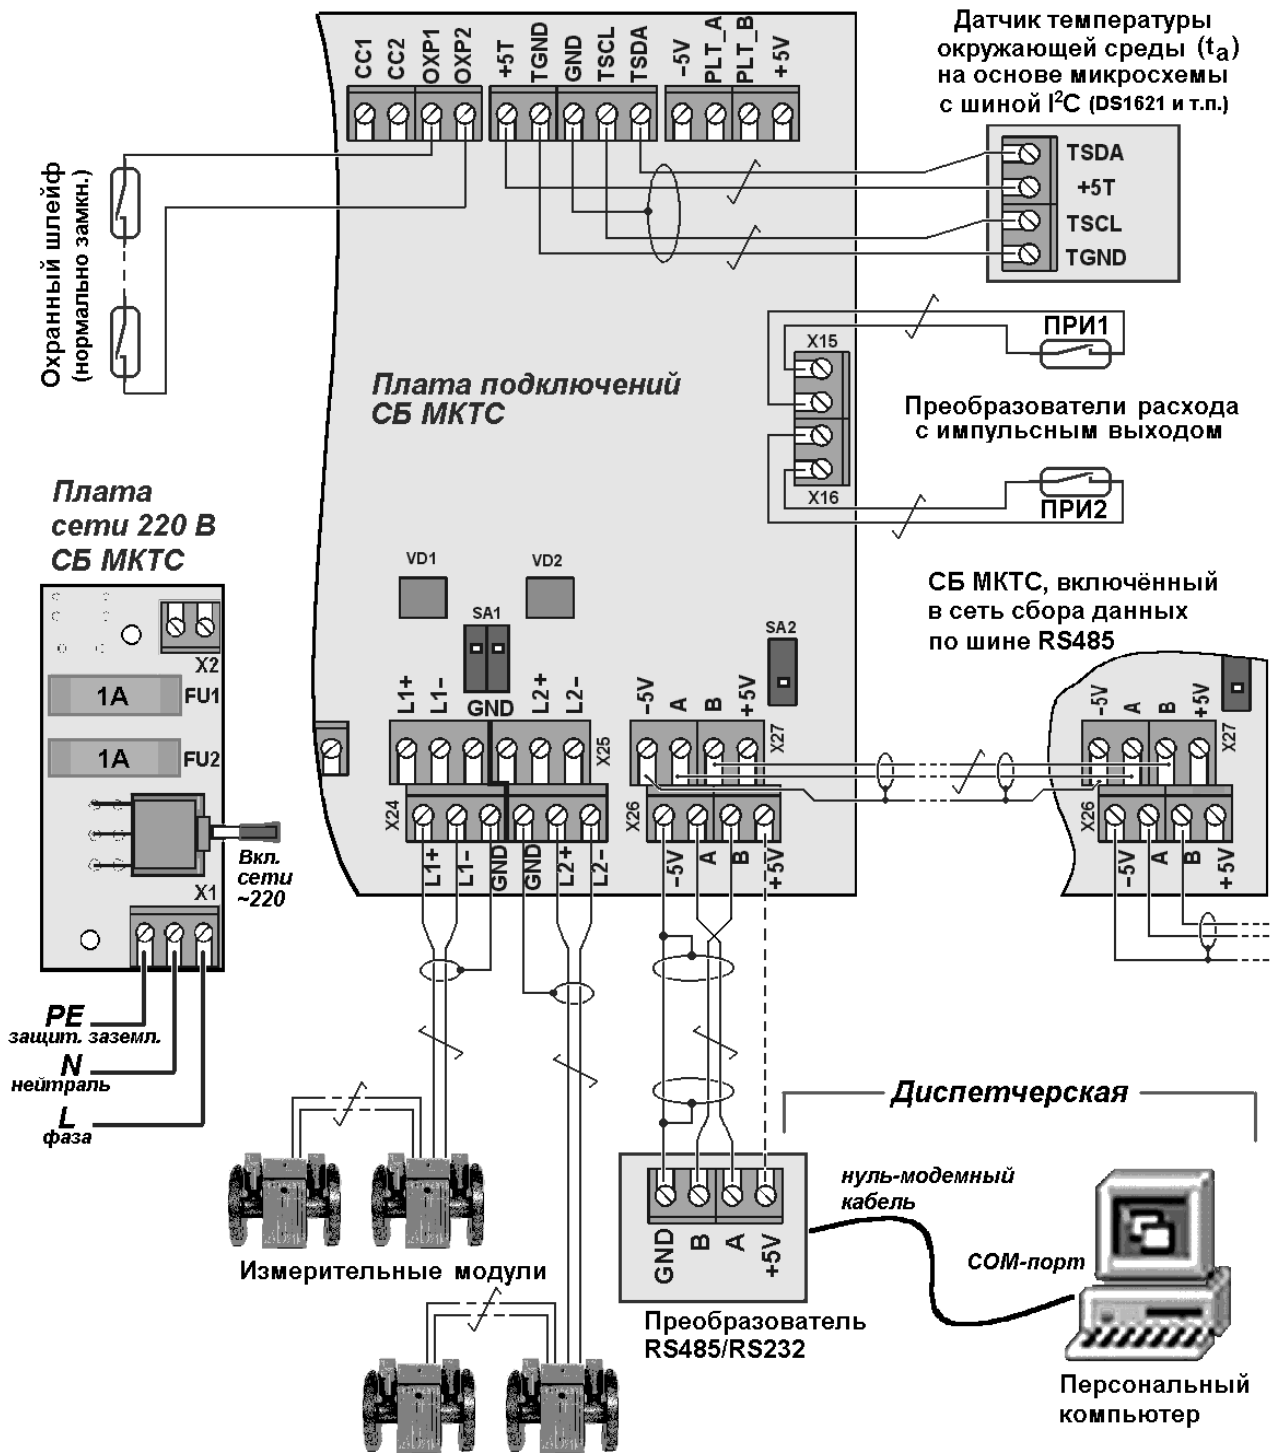 CC1
CC2
OXP1
OXP2
+5T
TGND
GND
TSCL
TSDA
-5V
PLT_A
PLT_B
+5V
Датчик температуры
окружающей среды (ta)
на основе микросхемы
с шиной I²C (DS1621 и т.п.)
TSDA
+5T
TSCL
TGND
Охранный шлейф
(нормально замкн.)
Плата подключений
СБ МКТС
X15
X16
ПРИ1
Преобразователи расхода
с импульсным выходом
ПРИ2
Плата
сети 220 В
СБ МКТС
X2
1А
FU1
1А
FU2
Вкл.
сети
~220
X1
PE
защит. заземл.
N
нейтраль
L
фаза
VD1
VD2
SA1
SA2
L1+
L1-
GND
L2+
L2-
X25
X24
L1+
L1-
GND
GND
L2+
L2-
-5V
A
B
+5V
X27
X26
-5V
A
B
+5V
СБ МКТС, включённый
в сеть сбора данных
по шине RS485
-5V
A
B
+5V
X27
X26
-5V
A
B
+5V
Измерительные модули
GND
B
A
+5V
Преобразователь
RS485/RS232
Диспетчерская
нуль-модемный
кабель
COM-порт
Персональный
компьютер